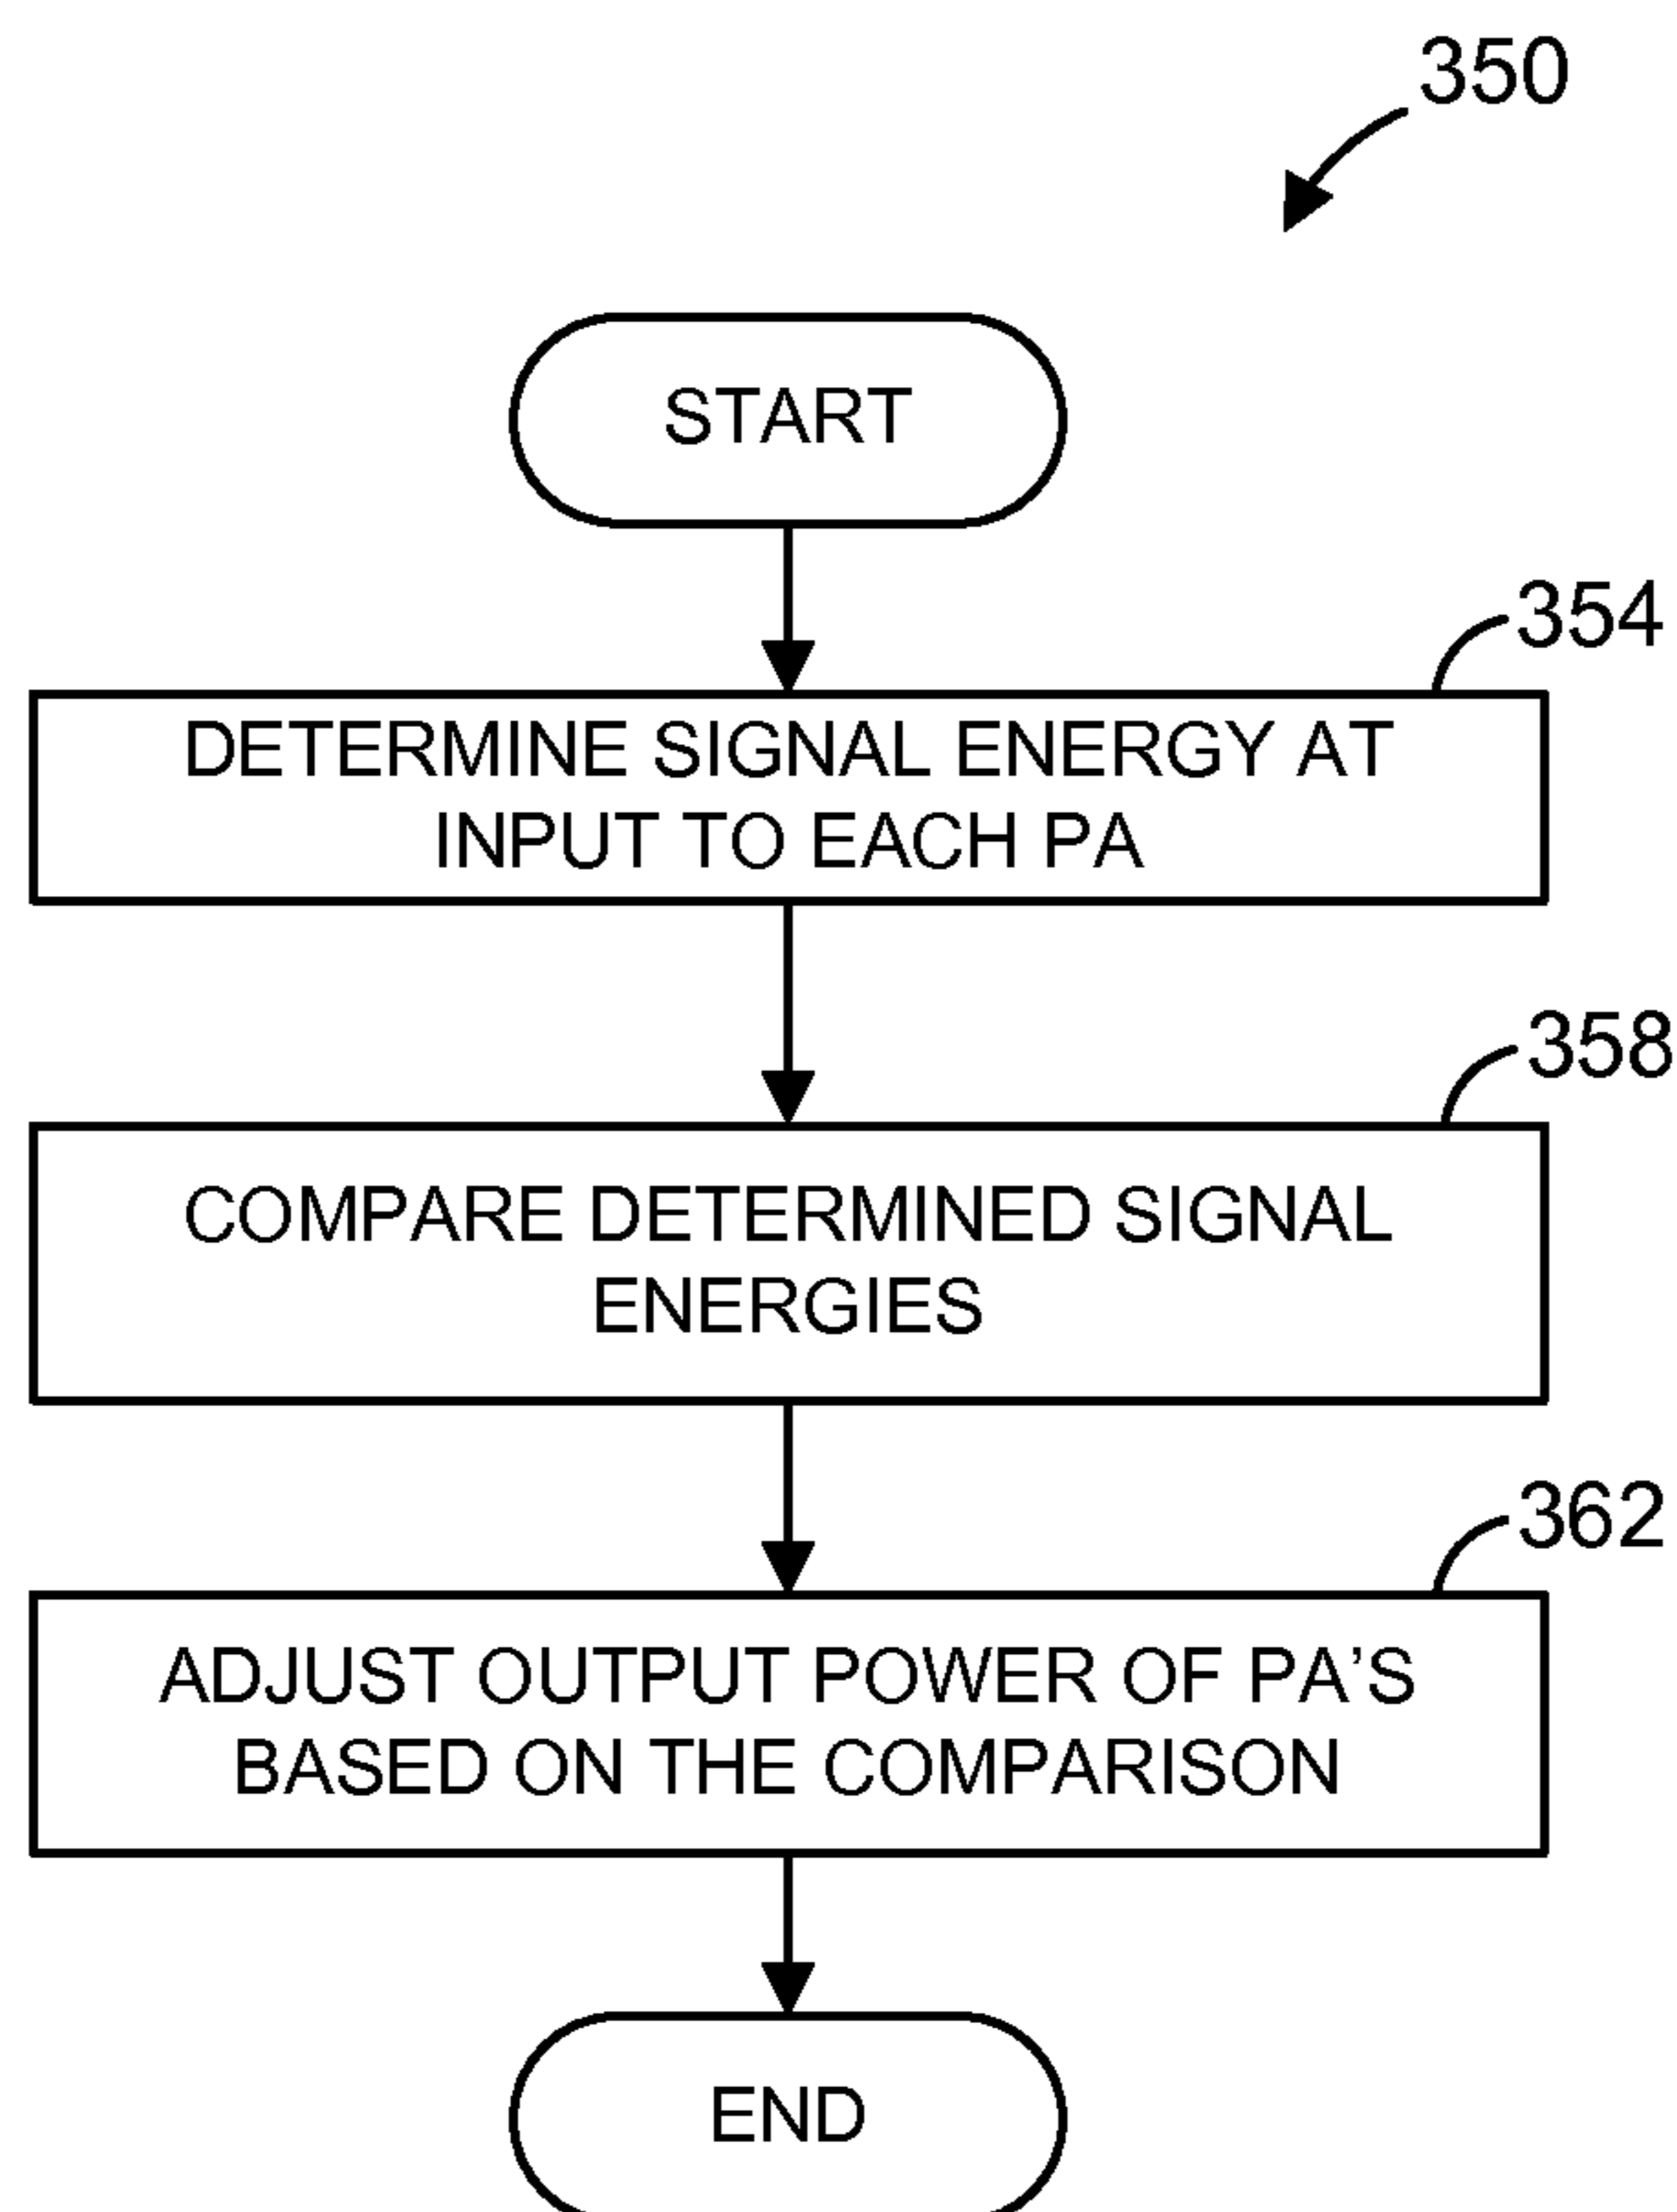 350
START
354
DETERMINE SIGNAL ENERGY AT
INPUT TO EACH PA
358
COMPARE DETERMINED SIGNAL
ENERGIES
362
ADJUST OUTPUT POWER OF PA'S
BASED ON THE COMPARISON
END